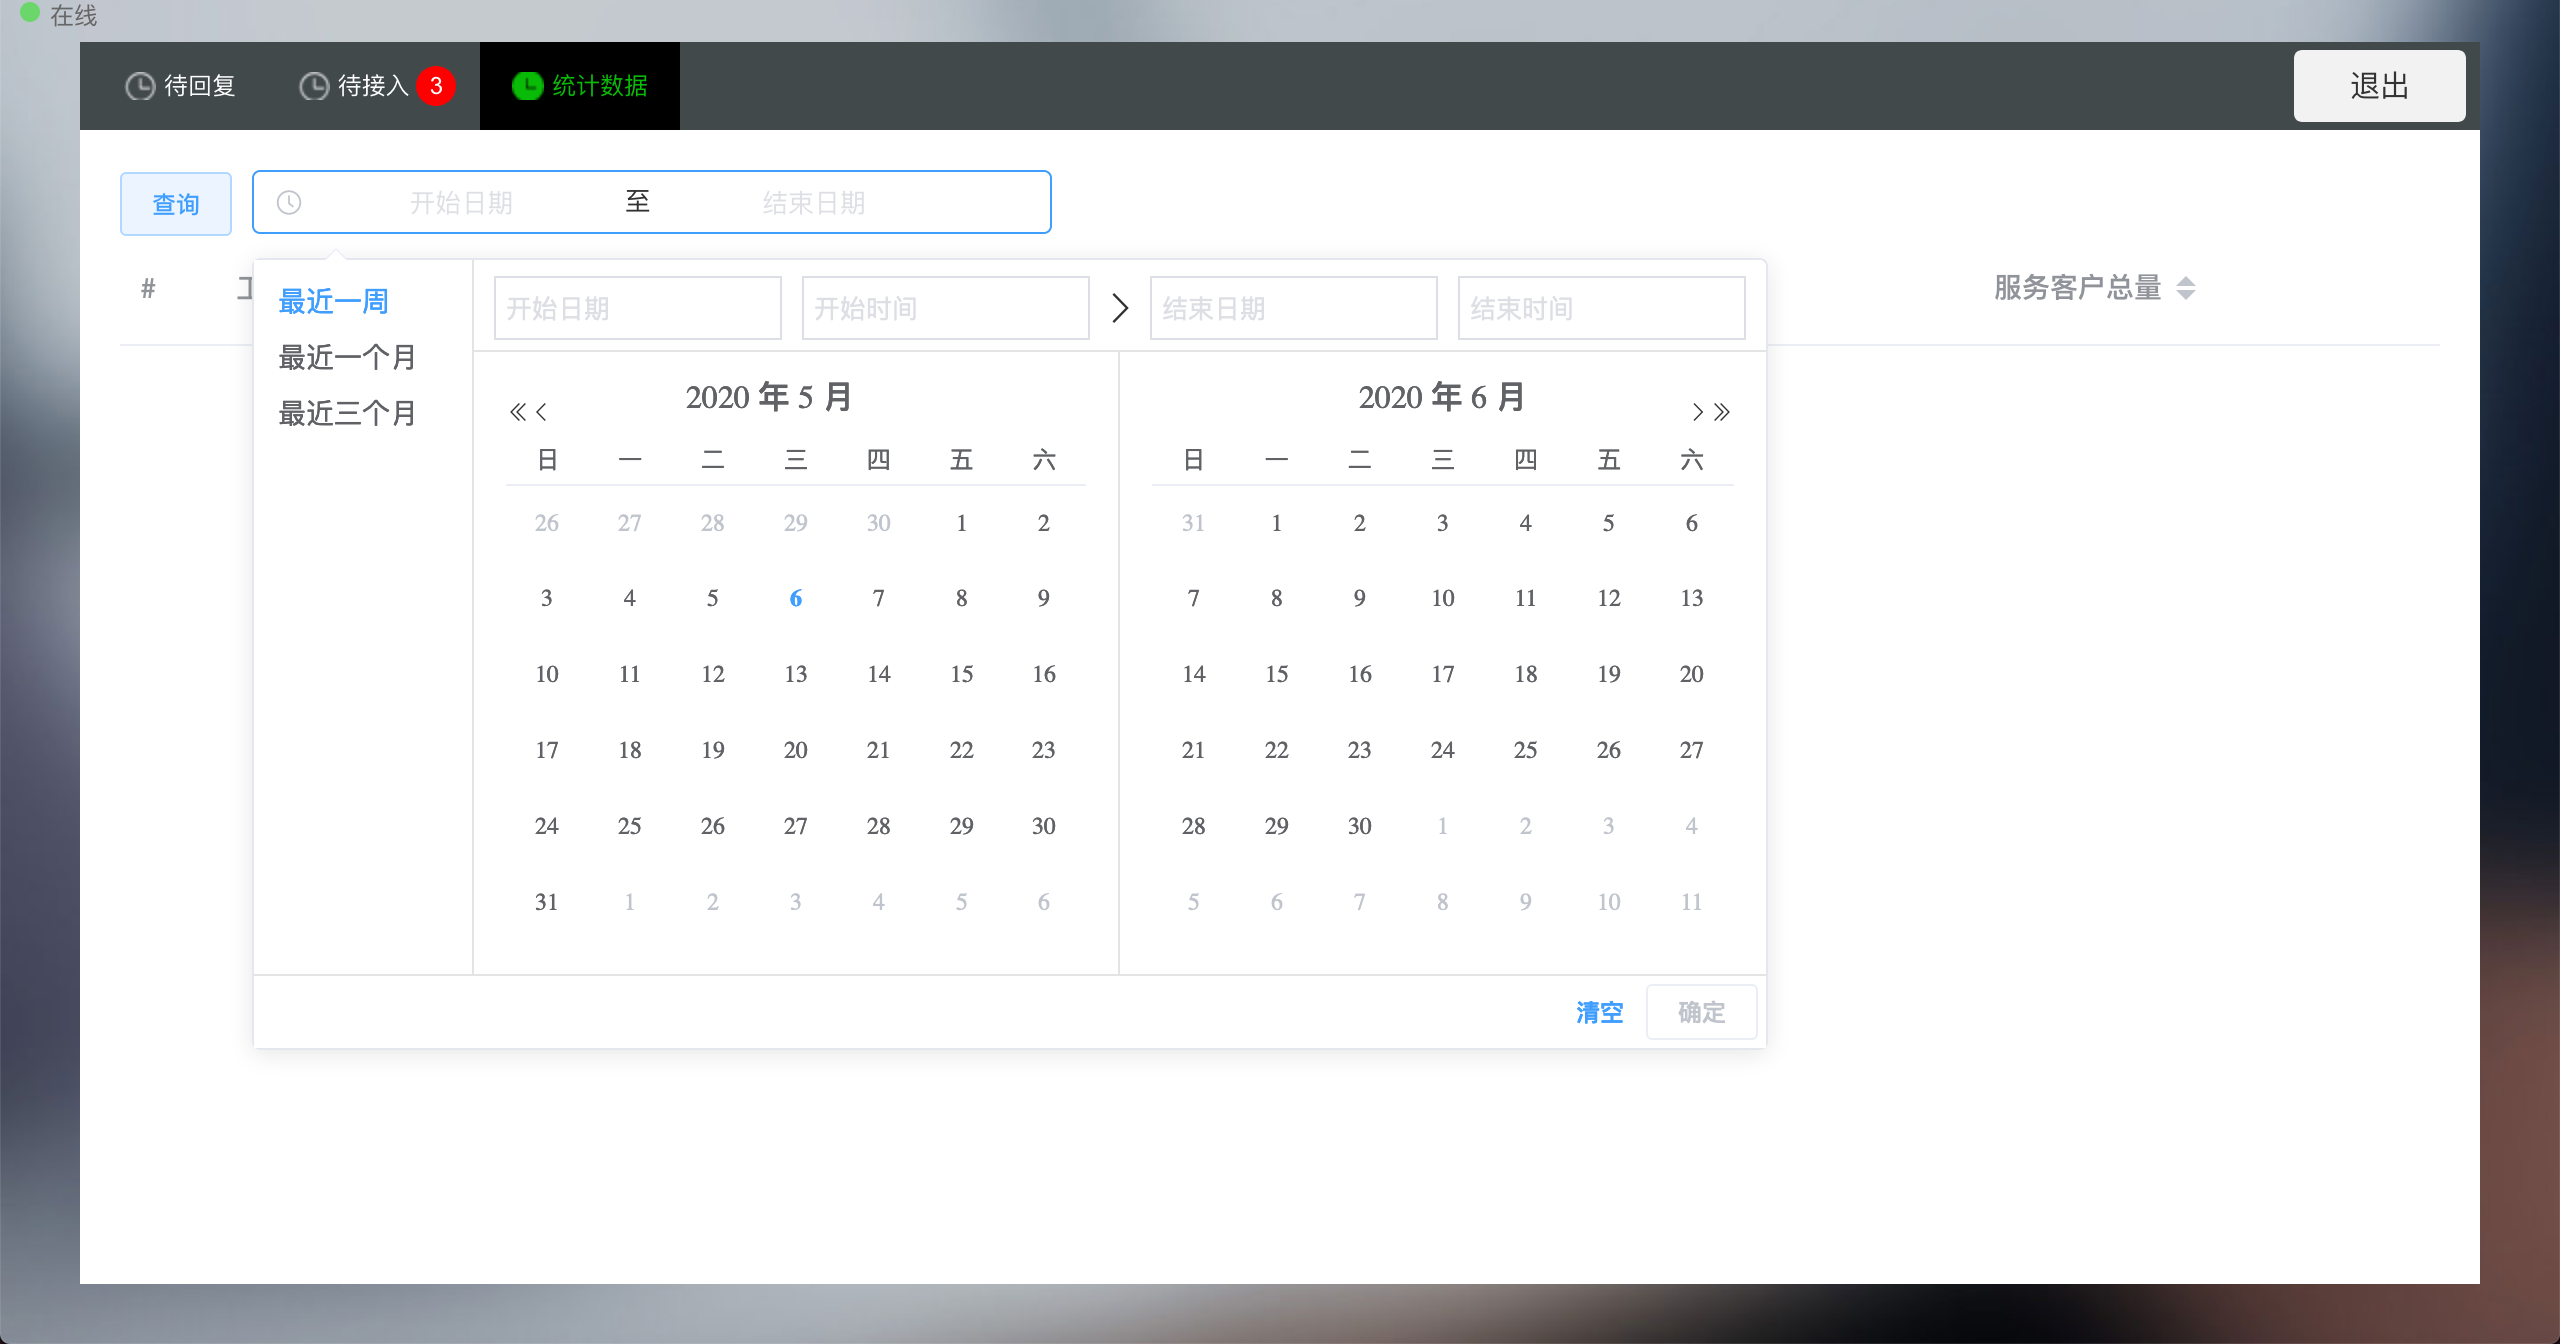 在线
待回复 待接入 3 统计数据 退出
查询 开始日期 至 结束日期
# 服务客户总量
最近一周
最近一个月
最近三个月
开始日期 开始时间 结束日期 结束时间
2020 年 5 月
日 一 二 三 四 五 六
26 27 28 29 30 1 2
3 4 5 6 7 8 9
10 11 12 13 14 15 16
17 18 19 20 21 22 23
24 25 26 27 28 29 30
31 1 2 3 4 5 6
2020 年 6 月
日 一 二 三 四 五 六
31 1 2 3 4 5 6
7 8 9 10 11 12 13
14 15 16 17 18 19 20
21 22 23 24 25 26 27
28 29 30 1 2 3 4
5 6 7 8 9 10 11
清空 确定